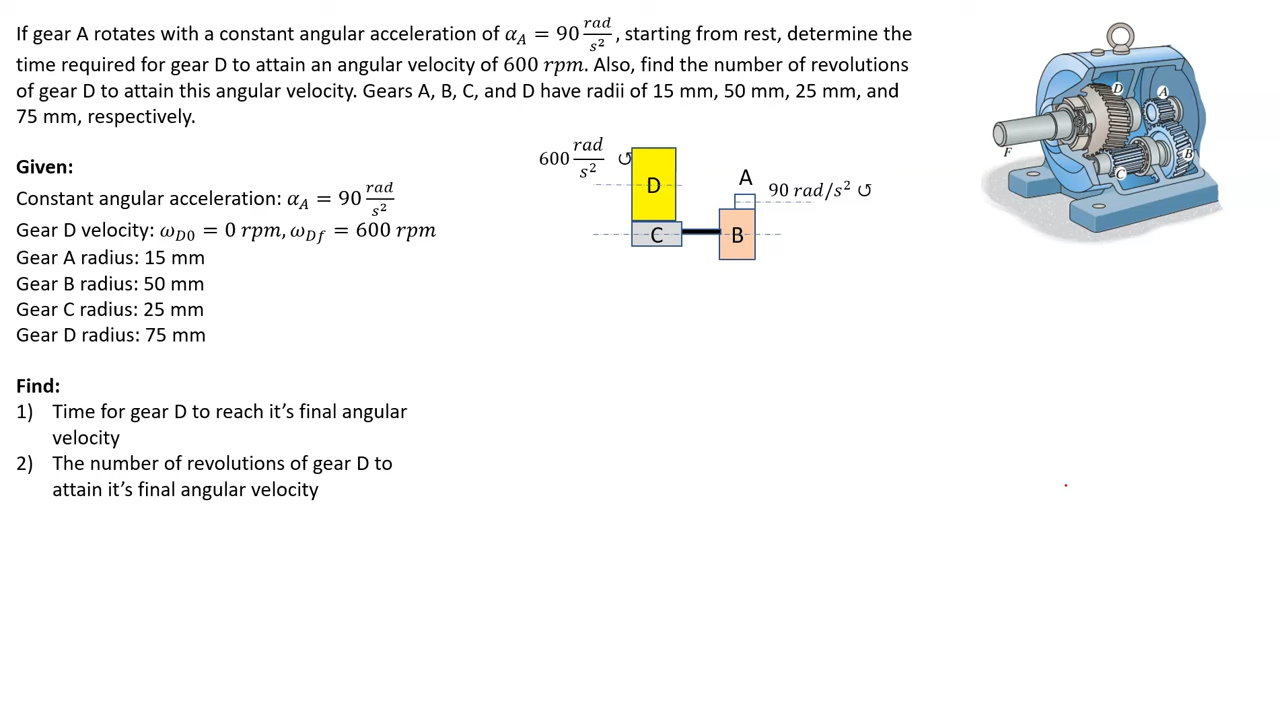 If gear A rotates with a constant angular acceleration of α_A = 90 rad/s², starting from rest, determine the
time required for gear D to attain an angular velocity of 600 rpm. Also, find the number of revolutions
of gear D to attain this angular velocity. Gears A, B, C, and D have radii of 15 mm, 50 mm, 25 mm, and
75 mm, respectively.
Given:
Constant angular acceleration: α_A = 90 rad/s²
Gear D velocity: ω_D0 = 0 rpm, ω_Df = 600 rpm
Gear A radius: 15 mm
Gear B radius: 50 mm
Gear C radius: 25 mm
Gear D radius: 75 mm
Find:
1) Time for gear D to reach it's final angular
velocity
2) The number of revolutions of gear D to
attain it's final angular velocity
600 rad/s² ↺
D
A
90 rad/s² ↺
C
B
D
A
F
B
C